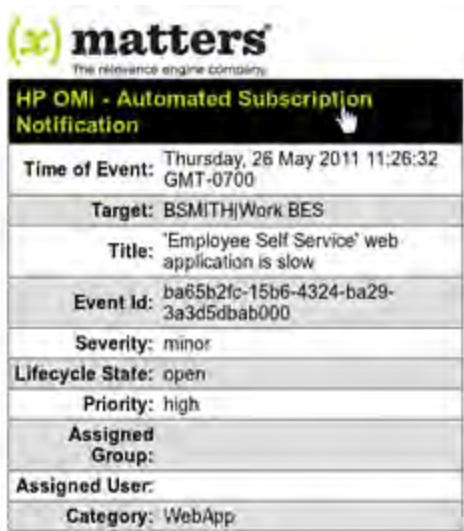 (x) matters
The relevance engine company
HP OMi - Automated Subscription
Notification
Time of Event: Thursday, 26 May 2011 11:26:32
GMT-0700
Target: BSMITH|Work BES
Title: 'Employee Self Service' web
application is slow
Event Id: ba65b2fc-15b6-4324-ba29-
3a3d5dbab000
Severity: minor
Lifecycle State: open
Priority: high
Assigned
Group:
Assigned User:
Category: WebApp